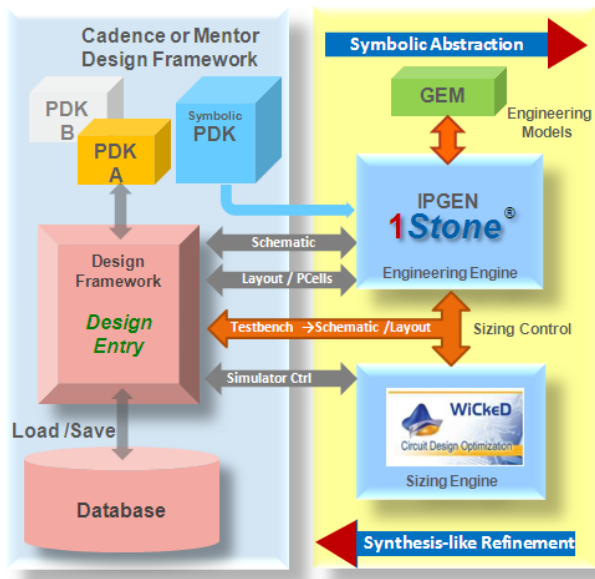 Cadence or Mentor
Design Framework
Symbolic Abstraction
PDK
B
PDK
A
Symbolic
PDK
GEM
Engineering
Models
IPGEN
1Stone®
Engineering Engine
Schematic
Layout / PCells
Design
Framework
Design
Entry
Testbench →Schematic /Layout
Sizing Control
Simulator Ctrl
WiCkeD
Circuit Design Optimization
Sizing Engine
Load /Save
Database
Synthesis-like Refinement